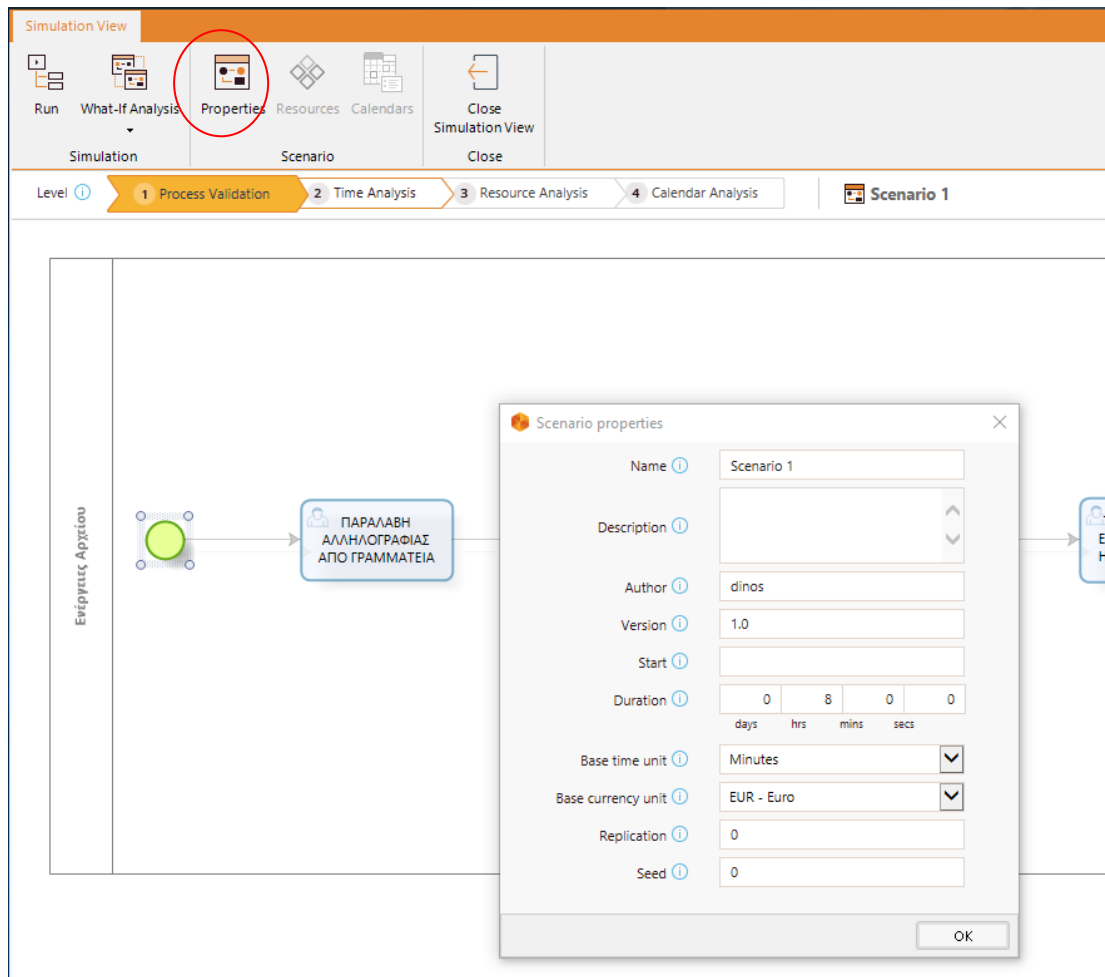 Simulation View
Run
What-If Analysis
Properties
Resources
Calendars
Close
Simulation View
Simulation
Scenario
Close
Level
1 Process Validation
2 Time Analysis
3 Resource Analysis
4 Calendar Analysis
Scenario 1
Ενέργειες Αρχείου
ΠΑΡΑΛΑΒΗ
ΑΛΛΗΛΟΓΡΑΦΙΑΣ
ΑΠΟ ΓΡΑΜΜΑΤΕΙΑ
Scenario properties
Name Scenario 1
Description
Author dinos
Version 1.0
Start
Duration 0 8 0 0
days hrs mins secs
Base time unit Minutes
Base currency unit EUR - Euro
Replication 0
Seed 0
OK